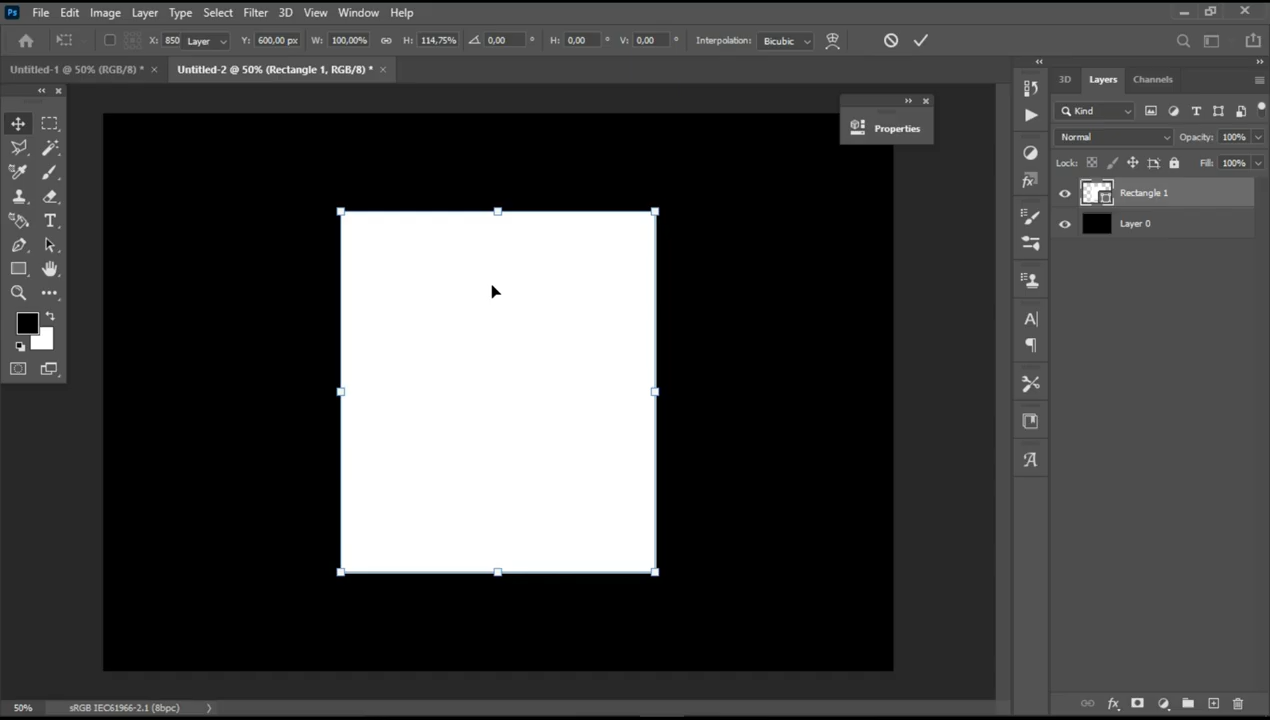 Ps File Edit Image Layer Type Select Filter 3D View Window Help
X: 850 Layer Y: 600,00 px W: 100,00% H: 114,75% 0,00 ° H: 0,00 ° V: 0,00 ° Interpolation: Bicubic
Untitled-1 @ 50% (RGB/8) * × Untitled-2 @ 50% (Rectangle 1, RGB/8) * ×
3D Layers Channels
Kind
Properties
Normal Opacity: 100%
Lock: Fill: 100%
Rectangle 1
Layer 0
50% sRGB IEC61966-2.1 (8bpc)